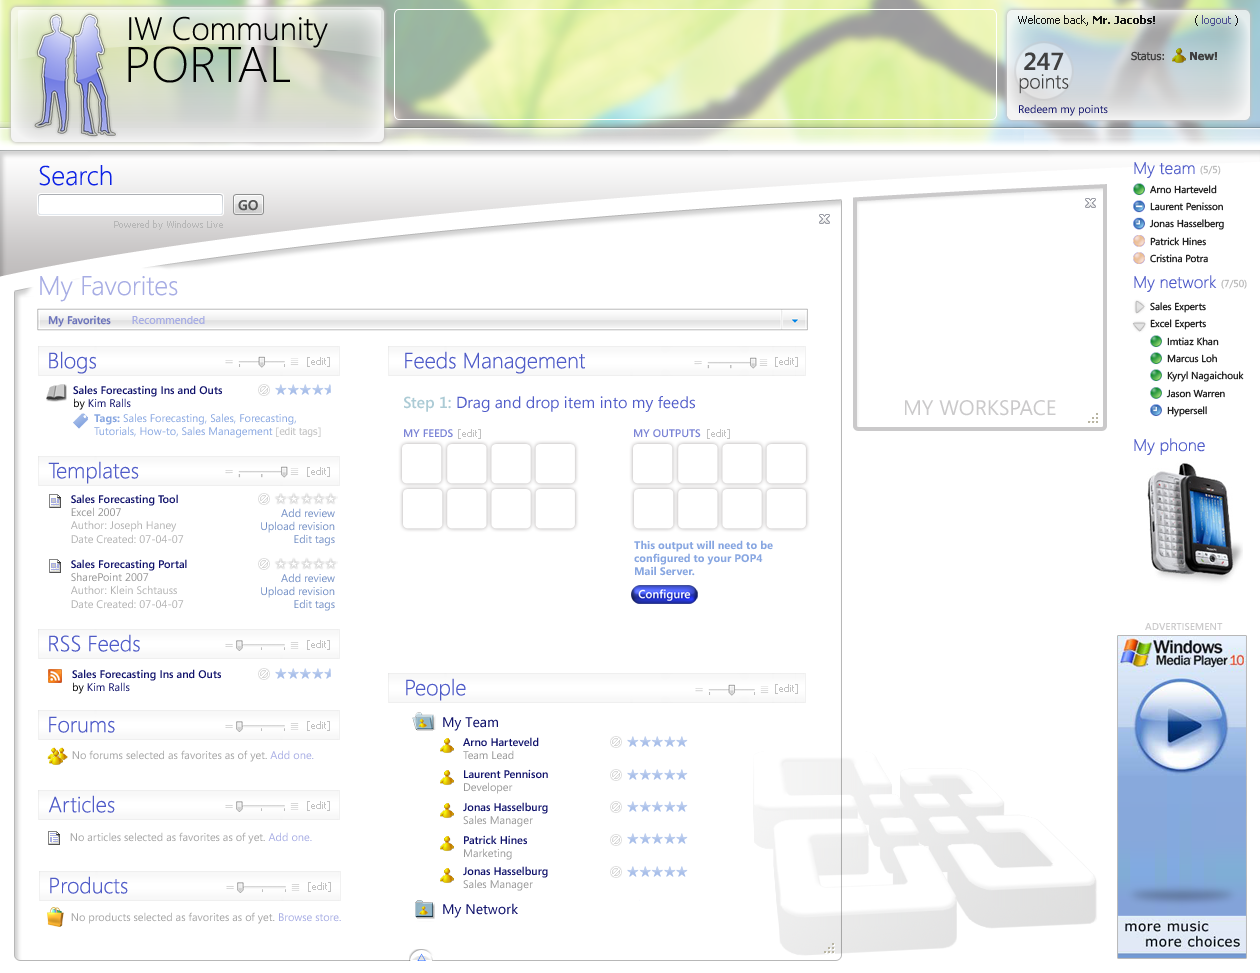 IW Community
PORTAL
Welcome back, Mr. Jacobs! ( logout )
247
points
Status: New!
Redeem my points
Search
GO
Powered by Windows Live
My Favorites
My Favorites Recommended
Blogs [edit]
Sales Forecasting Ins and Outs
by Kim Ralls
Tags: Sales Forecasting, Sales, Forecasting,
Tutorials, How-to, Sales Management [edit tags]
Templates [edit]
Sales Forecasting Tool
Excel 2007
Author: Joseph Haney
Date Created: 07-04-07
Add review
Upload revision
Edit tags
Sales Forecasting Portal
SharePoint 2007
Author: Klein Schtauss
Date Created: 07-04-07
Add review
Upload revision
Edit tags
RSS Feeds [edit]
Sales Forecasting Ins and Outs
by Kim Ralls
Forums [edit]
No forums selected as favorites as of yet. Add one.
Articles [edit]
No articles selected as favorites as of yet. Add one.
Products [edit]
No products selected as favorites as of yet. Browse store.
Feeds Management [edit]
Step 1: Drag and drop item into my feeds
MY FEEDS [edit]
MY OUTPUTS [edit]
This output will need to be
configured to your POP4
Mail Server.
Configure
People [edit]
My Team
Arno Harteveld
Team Lead
Laurent Pennison
Developer
Jonas Hasselburg
Sales Manager
Patrick Hines
Marketing
Jonas Hasselburg
Sales Manager
My Network
MY WORKSPACE
My team (5/5)
Arno Harteveld
Laurent Penisson
Jonas Hasselberg
Patrick Hines
Cristina Potra
My network (7/50)
Sales Experts
Excel Experts
Imtiaz Khan
Marcus Loh
Kyryl Nagaichouk
Jason Warren
Hypersell
My phone
ADVERTISEMENT
Windows
Media Player 10
more music
more choices